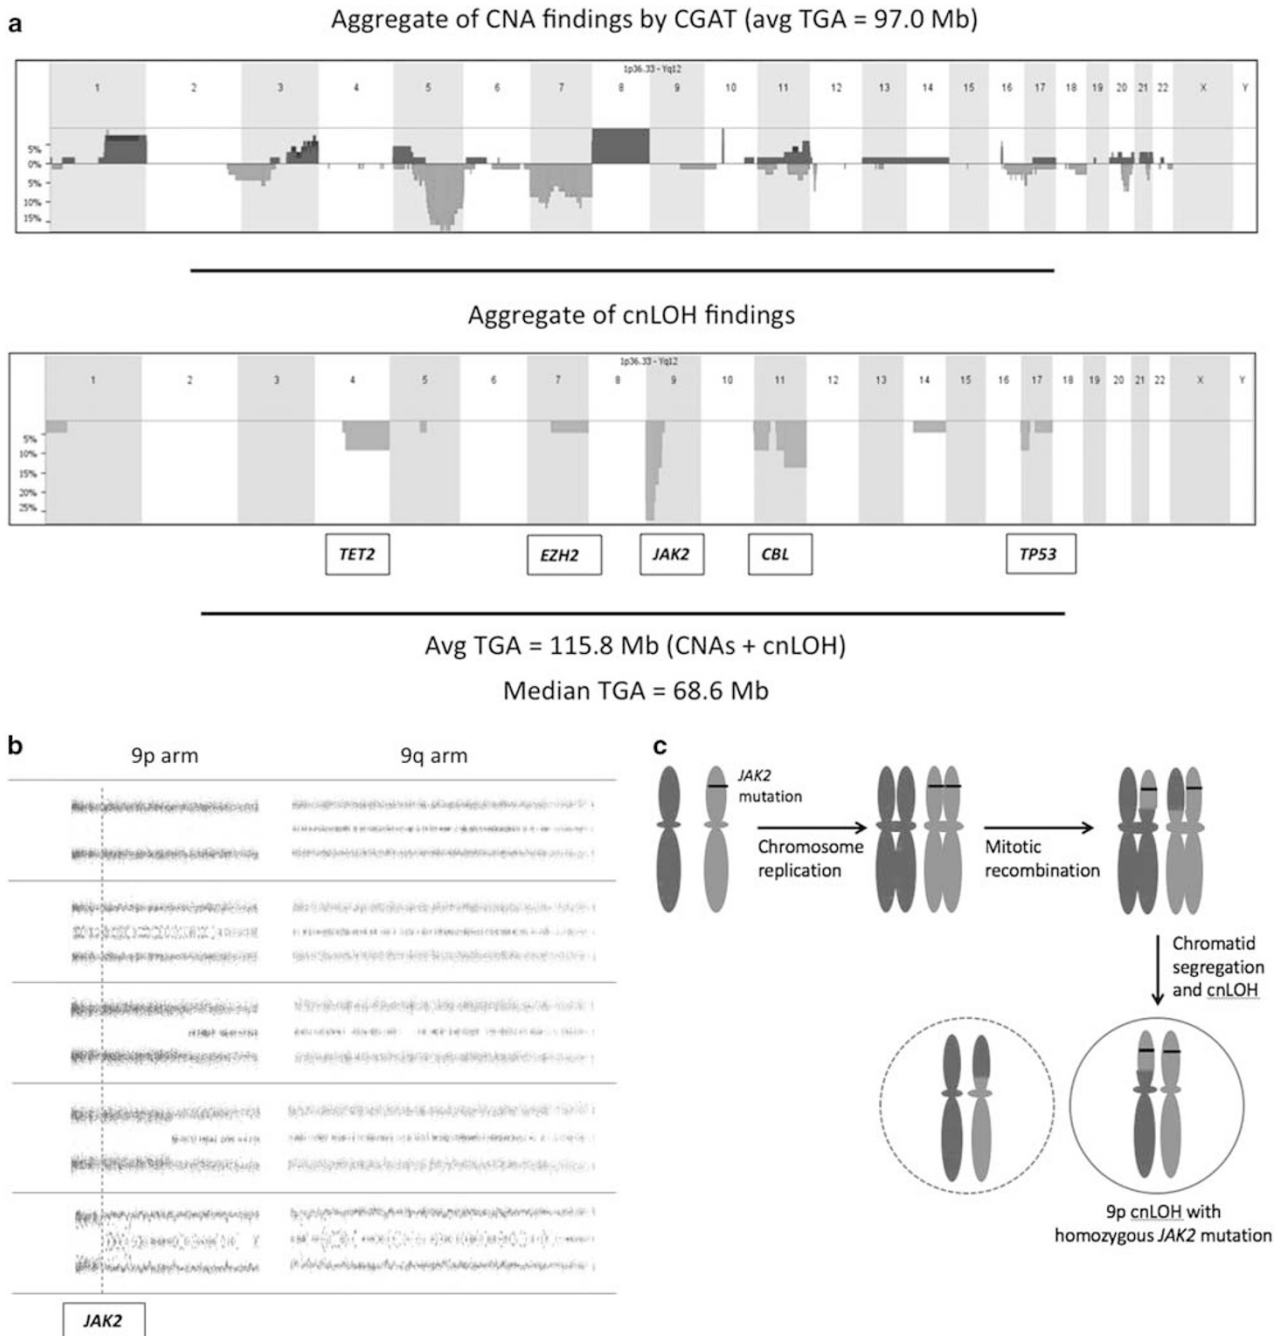 a
Aggregate of CNA findings by CGAT (avg TGA = 97.0 Mb)
1p36.33 - Yq12
1 2 3 4 5 6 7 8 9 10 11 12 13 14 15 16 17 18 19 20 21 22 X Y
5%
0%
5%
10%
15%
Aggregate of cnLOH findings
1p36.33 - Yq12
1 2 3 4 5 6 7 8 9 10 11 12 13 14 15 16 17 18 19 20 21 22 X Y
5%
10%
15%
20%
25%
TET2 EZH2 JAK2 CBL TP53
Avg TGA = 115.8 Mb (CNAs + cnLOH)
Median TGA = 68.6 Mb
b
9p arm 9q arm
JAK2
c
JAK2
mutation
Chromosome
replication
Mitotic
recombination
Chromatid
segregation
and cnLOH
9p cnLOH with
homozygous JAK2 mutation